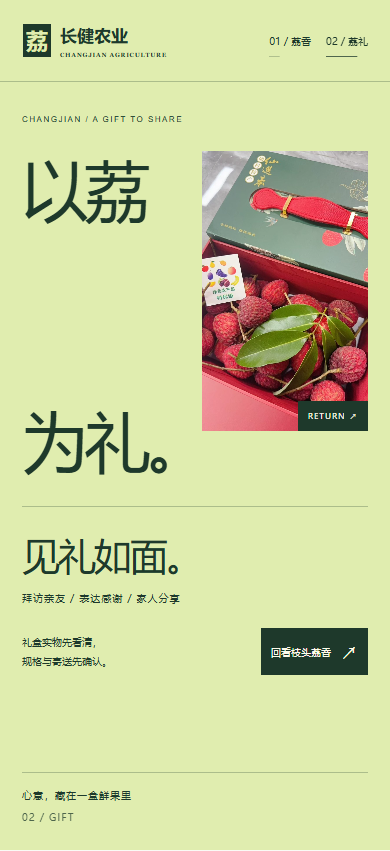 荔
长健农业
CHANGJIAN AGRICULTURE
01 / 荔香
02 / 荔礼
CHANGJIAN / A GIFT TO SHARE
以荔
为礼。
RETURN ↗
见礼如面。
拜访亲友 / 表达感谢 / 家人分享
礼盒实物先看清，
规格与寄送先确认。
回看枝头荔香 ↗
心意，藏在一盒鲜果里
02 / GIFT